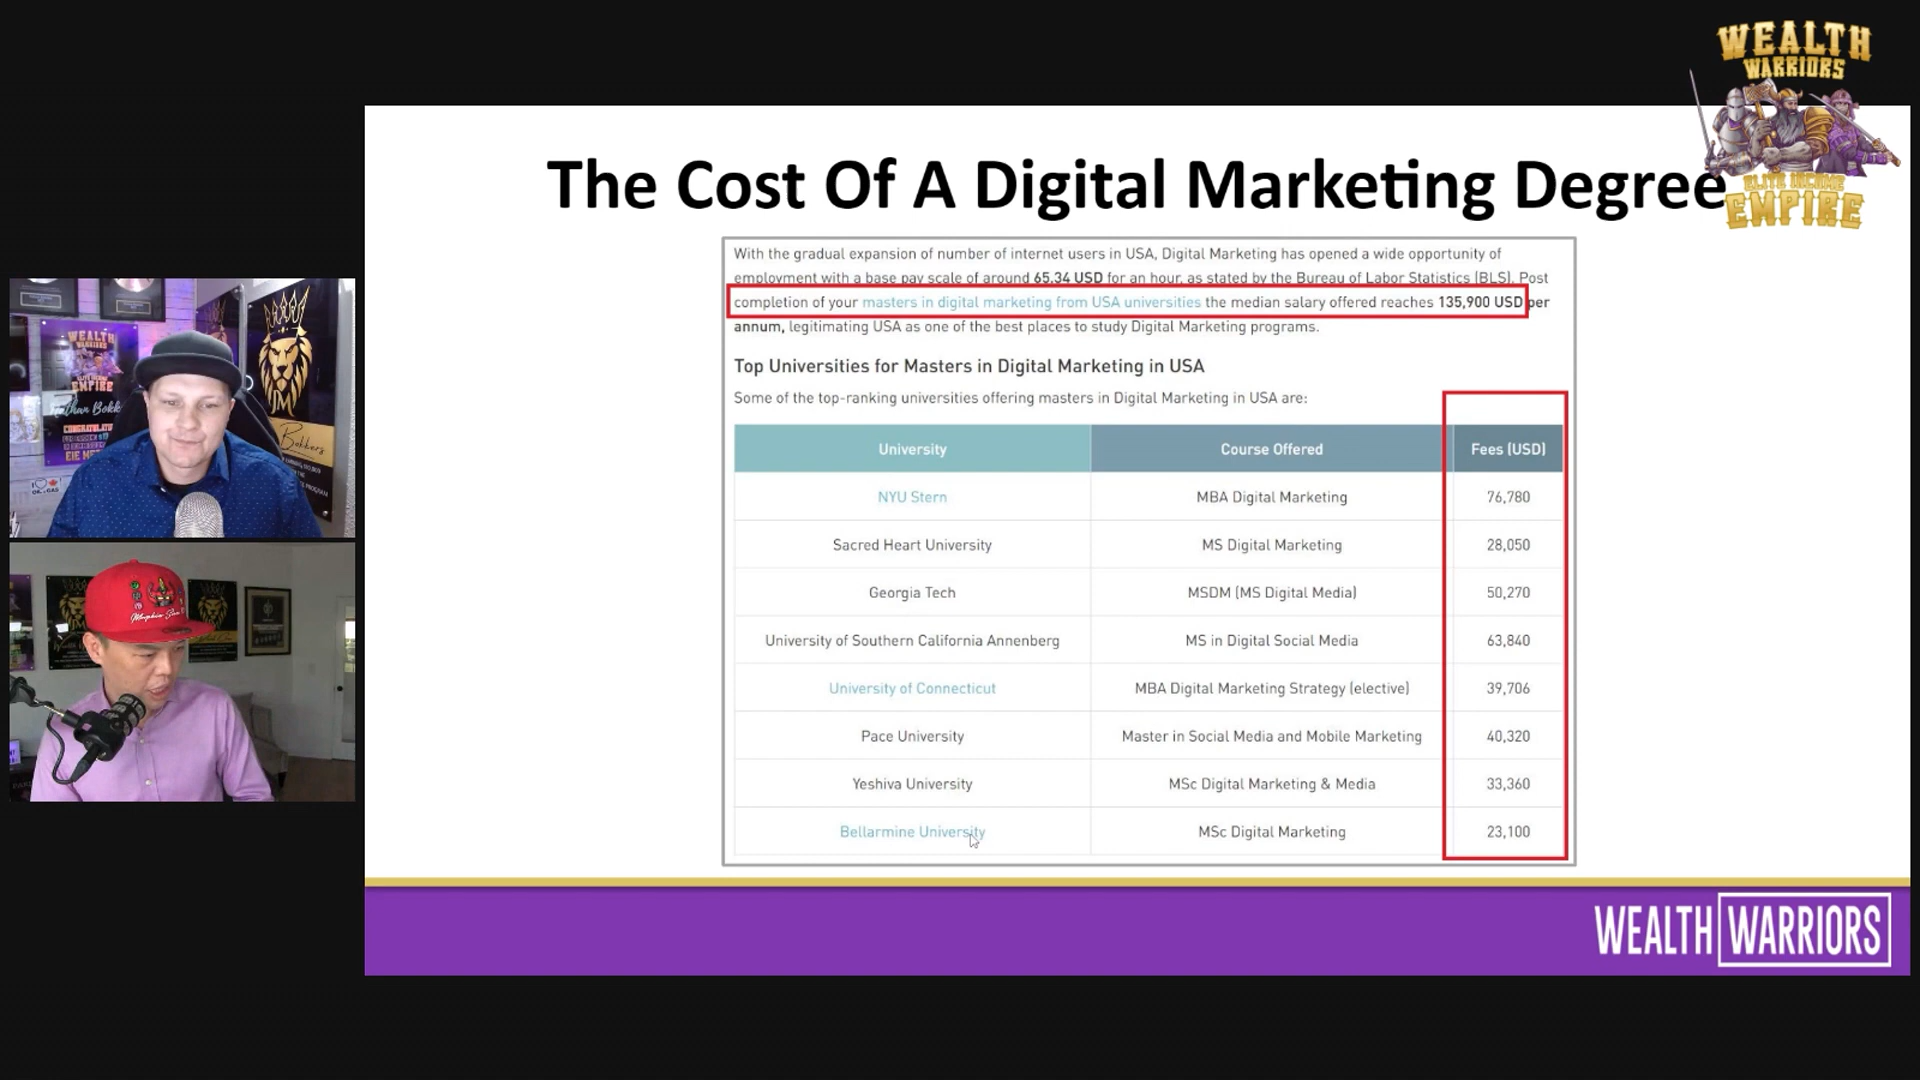 WEALTH
WARRIORS
ELITE INCOME
EMPIRE
The Cost Of A Digital Marketing Degree
With the gradual expansion of number of internet users in USA, Digital Marketing has opened a wide opportunity of
employment with a base pay scale of around 65.34 USD for an hour, as stated by the Bureau of Labor Statistics (BLS). Post
completion of your masters in digital marketing from USA universities the median salary offered reaches 135,900 USD per
annum, legitimating USA as one of the best places to study Digital Marketing programs.
Top Universities for Masters in Digital Marketing in USA
Some of the top-ranking universities offering masters in Digital Marketing in USA are:
University Course Offered Fees (USD)
NYU Stern MBA Digital Marketing 76,780
Sacred Heart University MS Digital Marketing 28,050
Georgia Tech MSDM (MS Digital Media) 50,270
University of Southern California Annenberg MS in Digital Social Media 63,840
University of Connecticut MBA Digital Marketing Strategy (elective) 39,706
Pace University Master in Social Media and Mobile Marketing 40,320
Yeshiva University MSc Digital Marketing & Media 33,360
Bellarmine University MSc Digital Marketing 23,100
WEALTH WARRIORS
WEALTH
WARRIORS
EMPIRE
JM